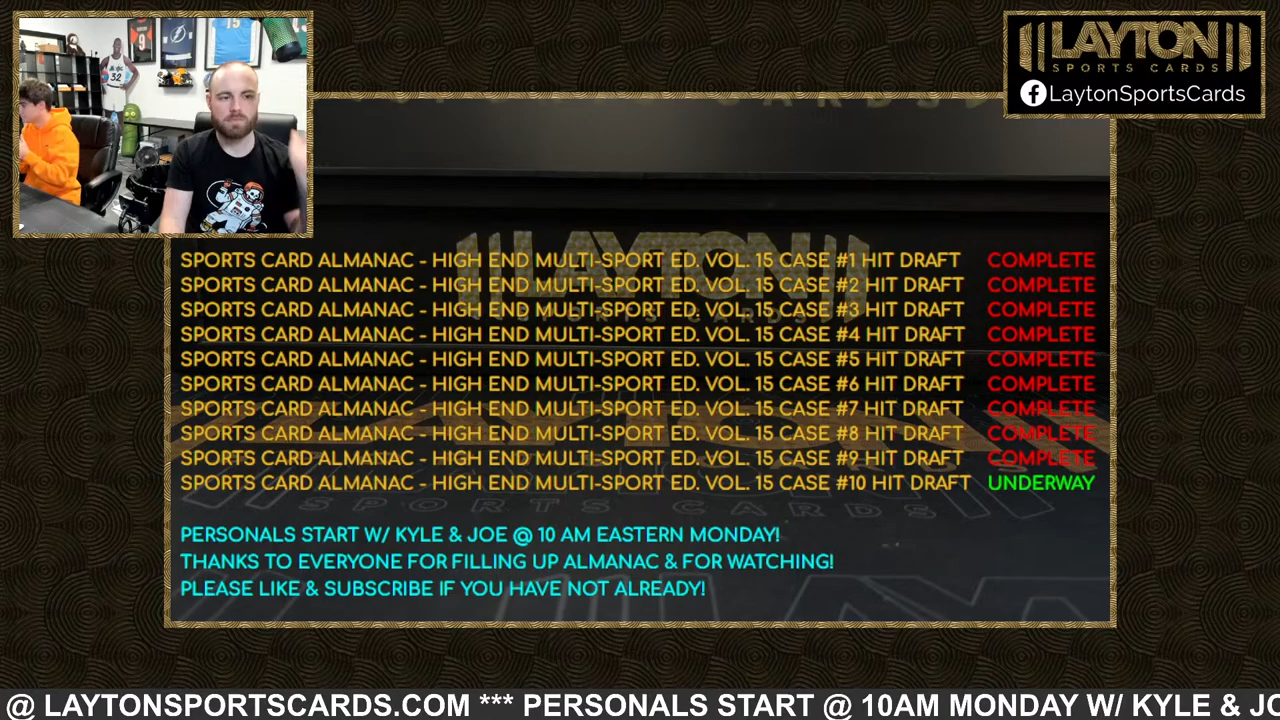 LAYTON
SPORTS CARDS
LaytonSportsCards
15
9
32
LAYTON
SPORTS CARD ALMANAC - HIGH END MULTI-SPORT ED. VOL. 15 CASE #1 HIT DRAFT COMPLETE
SPORTS CARD ALMANAC - HIGH END MULTI-SPORT ED. VOL. 15 CASE #2 HIT DRAFT COMPLETE
SPORTS CARD ALMANAC - HIGH END MULTI-SPORT ED. VOL. 15 CASE #3 HIT DRAFT COMPLETE
SPORTS CARD ALMANAC - HIGH END MULTI-SPORT ED. VOL. 15 CASE #4 HIT DRAFT COMPLETE
SPORTS CARD ALMANAC - HIGH END MULTI-SPORT ED. VOL. 15 CASE #5 HIT DRAFT COMPLETE
SPORTS CARD ALMANAC - HIGH END MULTI-SPORT ED. VOL. 15 CASE #6 HIT DRAFT COMPLETE
SPORTS CARD ALMANAC - HIGH END MULTI-SPORT ED. VOL. 15 CASE #7 HIT DRAFT COMPLETE
SPORTS CARD ALMANAC - HIGH END MULTI-SPORT ED. VOL. 15 CASE #8 HIT DRAFT COMPLETE
SPORTS CARD ALMANAC - HIGH END MULTI-SPORT ED. VOL. 15 CASE #9 HIT DRAFT COMPLETE
SPORTS CARD ALMANAC - HIGH END MULTI-SPORT ED. VOL. 15 CASE #10 HIT DRAFT UNDERWAY
SPORTS CARDS
PERSONALS START W/ KYLE & JOE @ 10 AM EASTERN MONDAY!
THANKS TO EVERYONE FOR FILLING UP ALMANAC & FOR WATCHING!
PLEASE LIKE & SUBSCRIBE IF YOU HAVE NOT ALREADY!
@ LAYTONSPORTSCARDS.COM *** PERSONALS START @ 10AM MONDAY W/ KYLE & JO